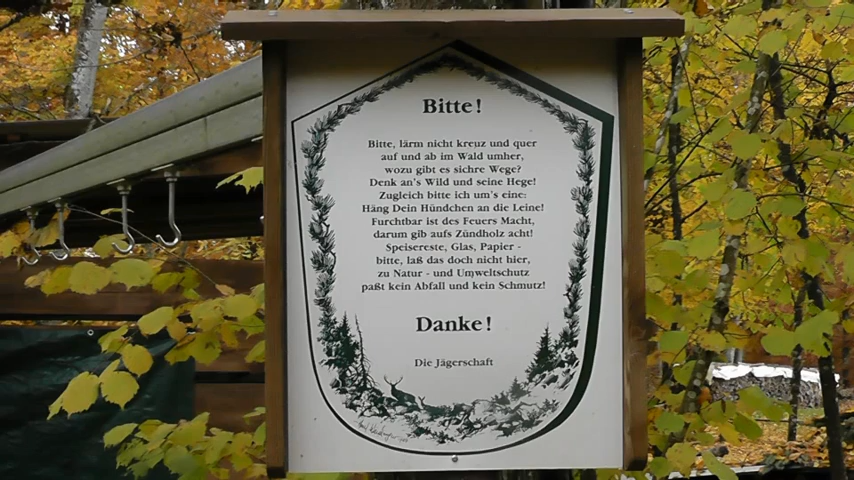 Bitte!
Bitte, lärm nicht kreuz und quer
auf und ab im Wald umher,
wozu gibt es sichre Wege?
Denk an's Wild und seine Hege!
Zugleich bitte ich um's eine:
Häng Dein Hündchen an die Leine!
Furchtbar ist des Feuers Macht,
darum gib aufs Zündholz acht!
Speisereste, Glas, Papier -
bitte, laß das doch nicht hier,
zu Natur - und Umweltschutz
paßt kein Abfall und kein Schmutz!
Danke!
Die Jägerschaft